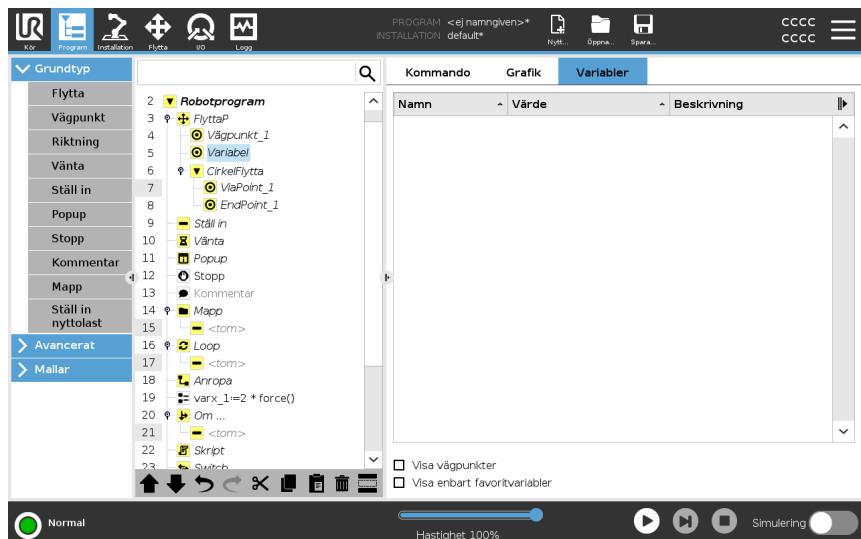 UR
Kör
Program
Installation
Flytta
I/O
Logg
PROGRAM <ej namngiven>*
INSTALLATION default*
Nytt...
Öppna...
Spara...
CCCC
CCCC
Grundtyp
Flytta
Vägpunkt
Riktning
Vänta
Ställ in
Popup
Stopp
Kommentar
Mapp
Ställ in
nyttolast
Avancerat
Mallar
2 Robotprogram
3 FlyttaP
4 Vägpunkt_1
5 Variabel
6 CirkelFlytta
7 ViaPoint_1
8 EndPoint_1
9 Ställ in
10 Vänta
11 Popup
12 Stopp
13 Kommentar
14 Mapp
15 <tom>
16 Loop
17 <tom>
18 Anropa
19 varx_1:=2 * force()
20 Om ...
21 <tom>
22 Skript
23 Switch
Kommando
Grafik
Variabler
Namn
Värde
Beskrivning
Visa vägpunkter
Visa enbart favoritvariabler
Normal
Hastighet 100%
Simulering